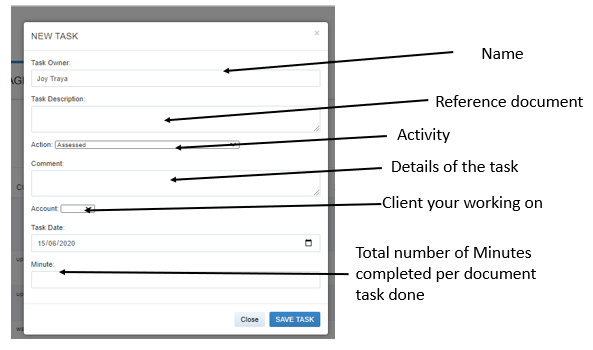 NEW TASK ×
Task Owner:
Joy Traya
Name
Task Description:
Reference document
Action: Assessed
Activity
Comment:
Details of the task
Account:
Client your working on
Task Date:
15/06/2020
Minute:
Total number of Minutes
completed per document
task done
Close SAVE TASK